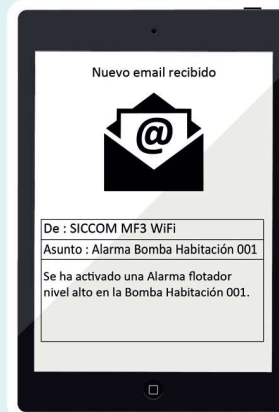 Nuevo email recibido
@
De : SICCOM MF3 WiFi
Asunto : Alarma Bomba Habitación 001
Se ha activado una Alarma flotador
nivel alto en la Bomba Habitación 001.